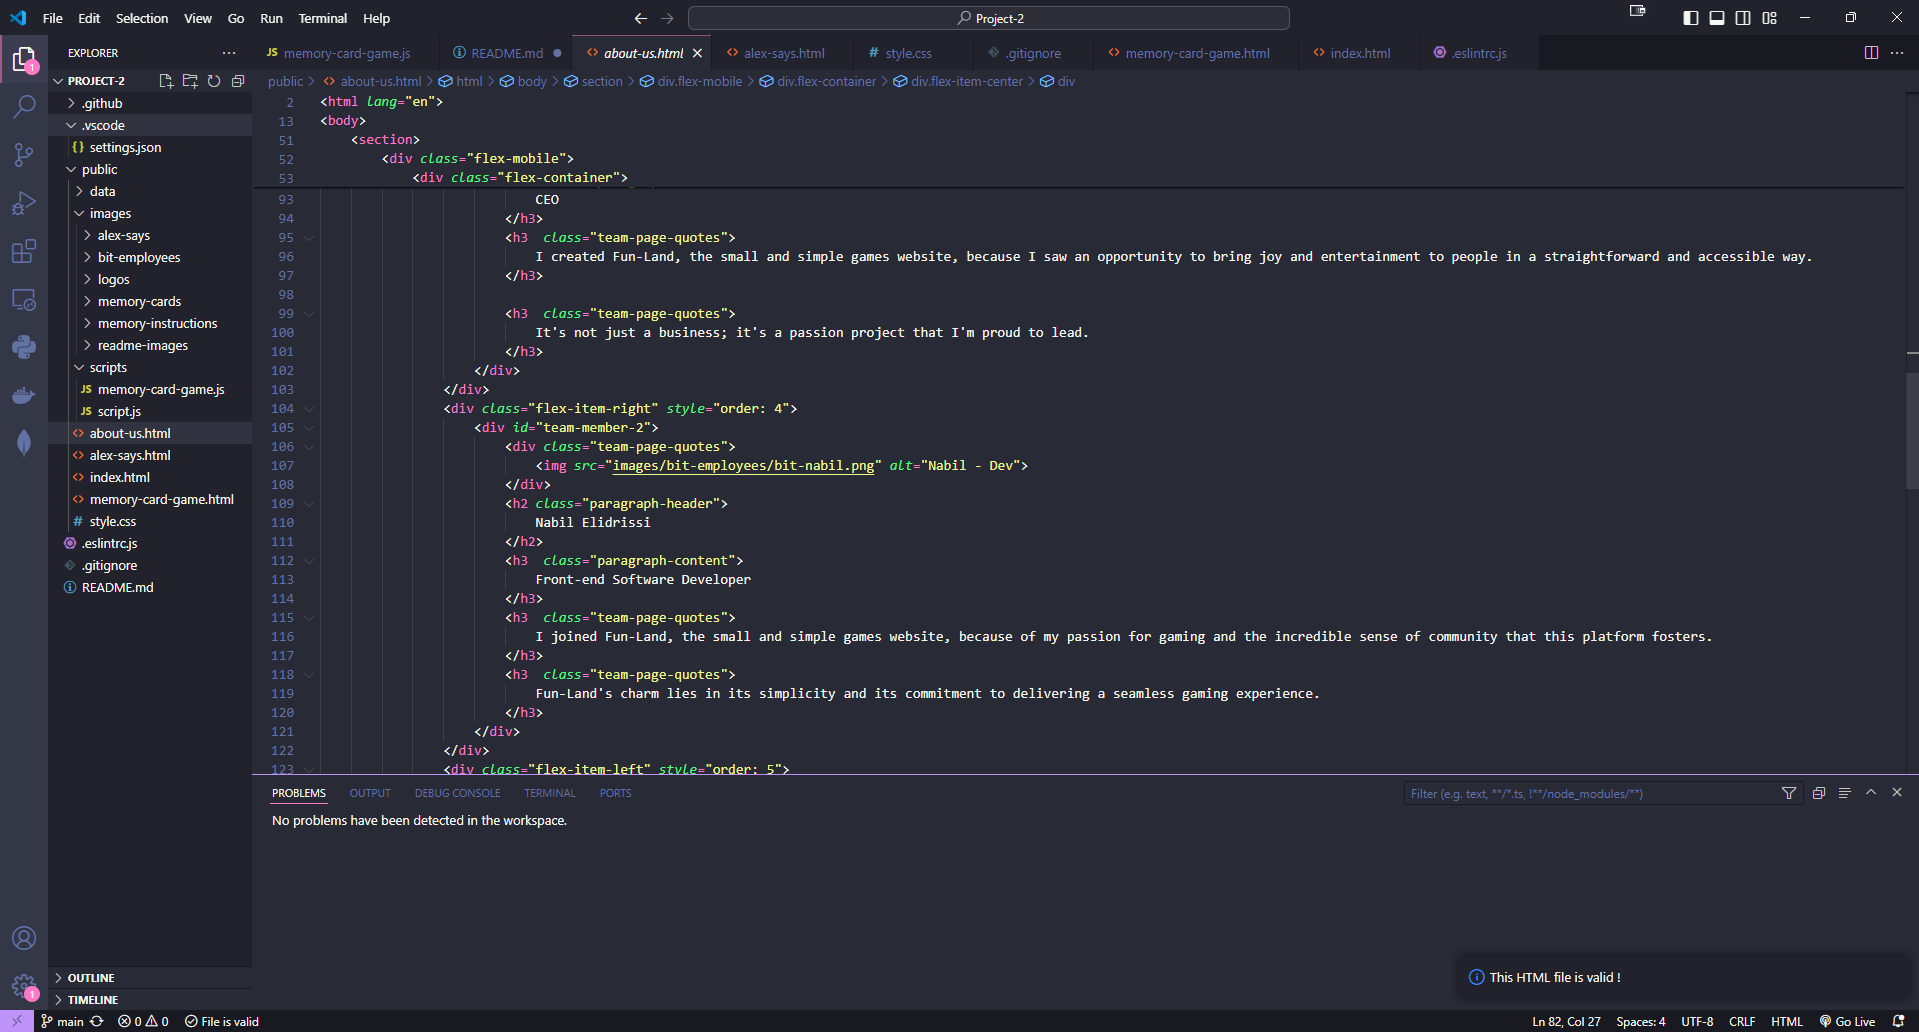 File Edit Selection View Go Run Terminal Help
Project-2
EXPLORER
PROJECT-2
.github
.vscode
settings.json
public
data
images
alex-says
bit-employees
logos
memory-cards
memory-instructions
readme-images
scripts
JS memory-card-game.js
JS script.js
about-us.html
alex-says.html
index.html
memory-card-game.html
# style.css
.eslintrc.js
.gitignore
README.md
OUTLINE
TIMELINE
JS memory-card-game.js README.md about-us.html alex-says.html # style.css .gitignore memory-card-game.html index.html .eslintrc.js
public > about-us.html > html > body > section > div.flex-mobile > div.flex-container > div.flex-item-center > div
2 <html lang="en">
13 <body>
51 <section>
52 <div class="flex-mobile">
53 <div class="flex-container">
93 CEO
94 </h3>
95 <h3  class="team-page-quotes">
96 I created Fun-Land, the small and simple games website, because I saw an opportunity to bring joy and entertainment to people in a straightforward and accessible way.
97 </h3>
98
99 <h3  class="team-page-quotes">
100 It's not just a business; it's a passion project that I'm proud to lead.
101 </h3>
102 </div>
103 </div>
104 <div class="flex-item-right" style="order: 4">
105 <div id="team-member-2">
106 <div class="team-page-quotes">
107 <img src="images/bit-employees/bit-nabil.png" alt="Nabil - Dev">
108 </div>
109 <h2 class="paragraph-header">
110 Nabil Elidrissi
111 </h2>
112 <h3  class="paragraph-content">
113 Front-end Software Developer
114 </h3>
115 <h3  class="team-page-quotes">
116 I joined Fun-Land, the small and simple games website, because of my passion for gaming and the incredible sense of community that this platform fosters.
117 </h3>
118 <h3  class="team-page-quotes">
119 Fun-Land's charm lies in its simplicity and its commitment to delivering a seamless gaming experience.
120 </h3>
121 </div>
122 </div>
123 <div class="flex-item-left" style="order: 5">
PROBLEMS OUTPUT DEBUG CONSOLE TERMINAL PORTS
Filter (e.g. text, **/*.ts, !**/node_modules/**)
No problems have been detected in the workspace.
This HTML file is valid !
1
1
main 0 0 File is valid
Ln 82, Col 27 Spaces: 4 UTF-8 CRLF HTML Go Live